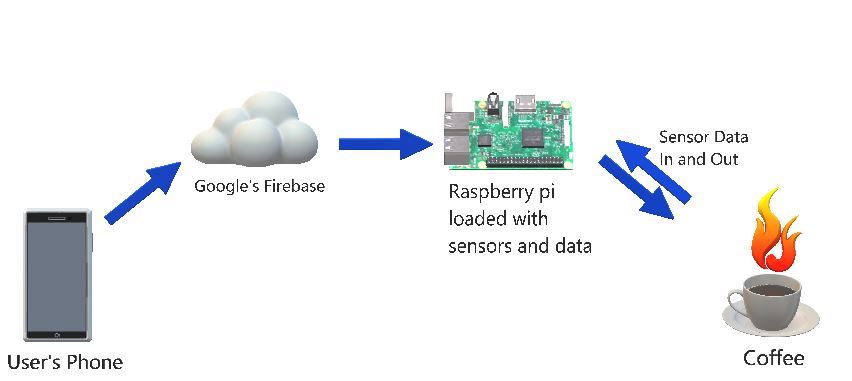 Sensor Data
In and Out
Google's Firebase
Raspberry pi
loaded with
sensors and data
User's Phone
Coffee